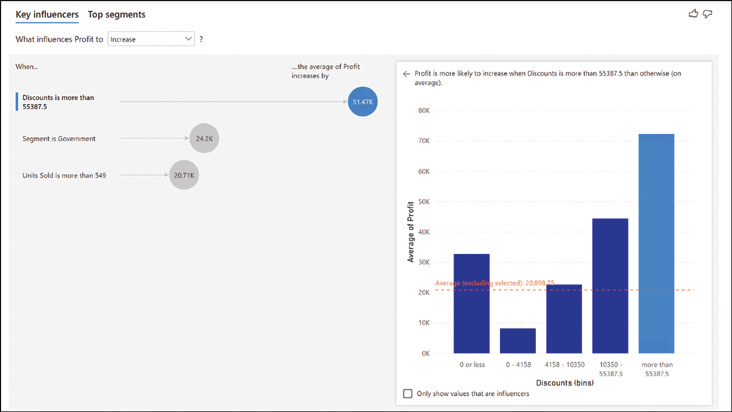 Key influencers Top segments
What influences Profit to Increase ?
When...
....the average of Profit
increases by
Discounts is more than
55387.5
51.47K
Segment is Government
24.2K
Units Sold is more than 549
20.71K
Profit is more likely to increase when Discounts is more than 55387.5 than otherwise (on
average).
80K
70K
60K
50K
40K
30K
20K
10K
0K
Average of Profit
Average (excluding selected): 20,898.75
0 or less
0 - 4158
4158 - 10350
10350 -
55387.5
more than
55387.5
Discounts (bins)
Only show values that are influencers